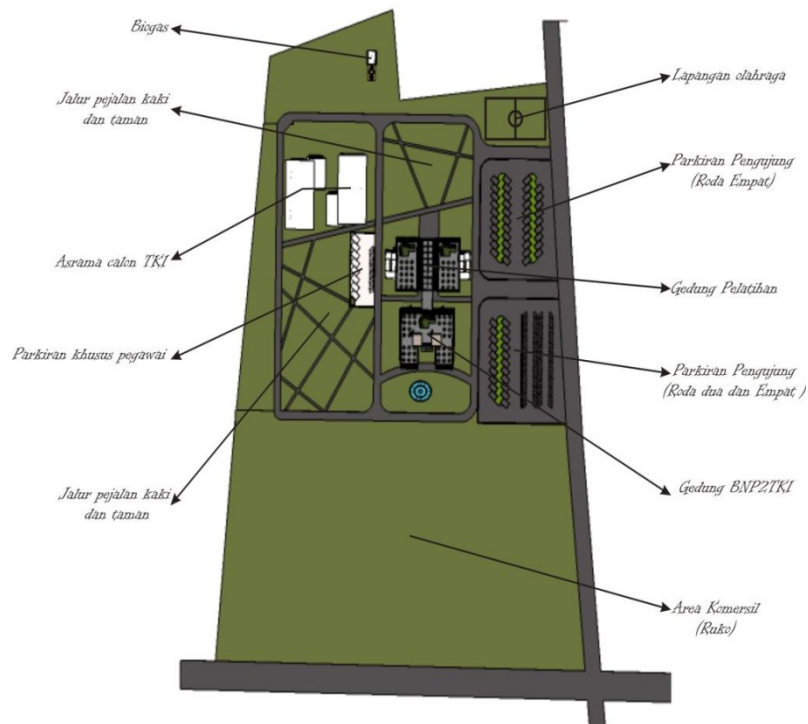 Biogas
Jalur pejalan kaki
dan taman
Asrama calon TKI
Parkiran khusus pegawai
Jalur pejalan kaki
dan taman
Lapangan olahraga
Parkiran Pengujung
(Roda Empat)
Gedung Pelatihan
Parkiran Pengujung
(Roda dua dan Empat )
Gedung BNP2TKI
Area Komersil
(Ruko)